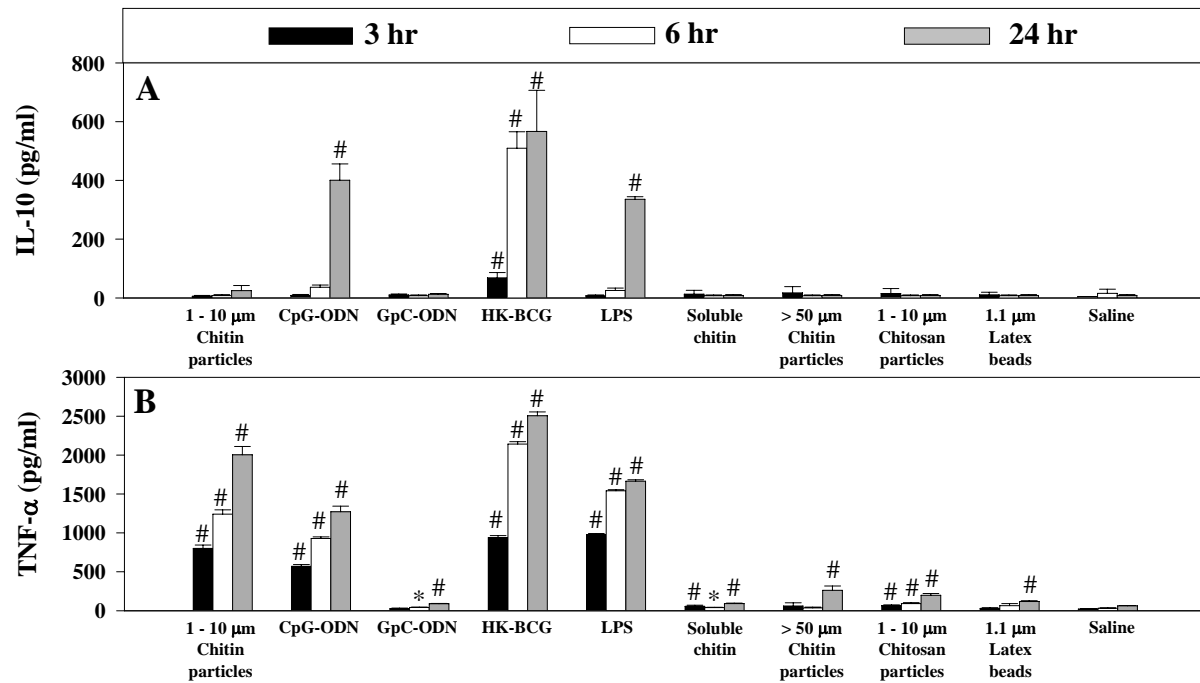 3 hr 6 hr 24 hr
A
IL-10 (pg/ml)
800
600
400
200
0
# # # # #
1 - 10 µm Chitin particles
CpG-ODN
GpC-ODN
HK-BCG
LPS
Soluble chitin
> 50 µm Chitin particles
1 - 10 µm Chitosan particles
1.1 µm Latex beads
Saline
B
TNF-α (pg/ml)
3000
2500
2000
1500
1000
500
0
# # # # # # * # # # # # # # # * # # # # # #
1 - 10 µm Chitin particles
CpG-ODN
GpC-ODN
HK-BCG
LPS
Soluble chitin
> 50 µm Chitin particles
1 - 10 µm Chitosan particles
1.1 µm Latex beads
Saline